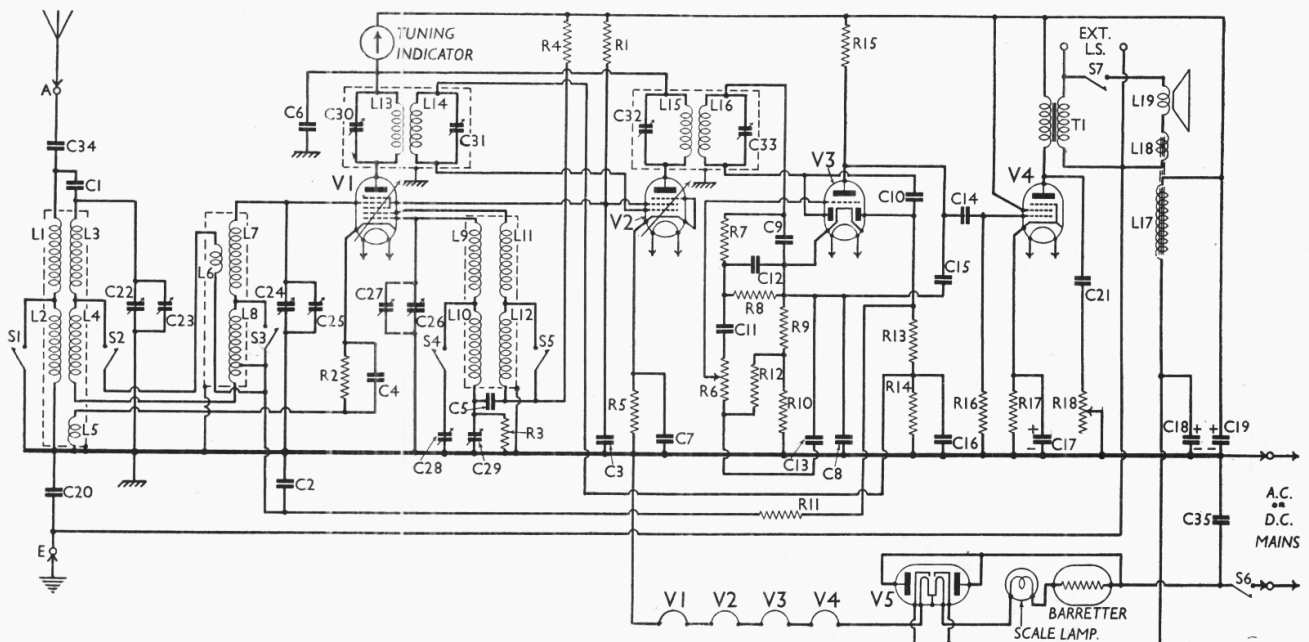 TUNING
INDICATOR
R4
R1
R15
EXT.
L.S.
S7
A
C6
C30
L13
L14
C31
C32
L15
L16
C33
L19
T1
L18
C34
C1
V1
V2
V3
C10
V4
C14
L17
L1
L3
L6
L7
L9
L11
R7
C9
C12
C15
C21
C22
C23
C24
C25
C27
C26
R8
L2
L4
L8
L10
L12
S1
S2
S3
S4
S5
C11
R9
R13
R2
C4
R6
R12
R5
R10
R14
R16
R17
R18
C5
L5
R3
C28
C29
C3
C7
C13
C8
C16
+
-
C17
C18
+
-
+
-
C19
C20
C2
R11
C35
A.C.
or
D.C.
MAINS
E
S6
V1
V2
V3
V4
V5
BARRETTER
SCALE LAMP.